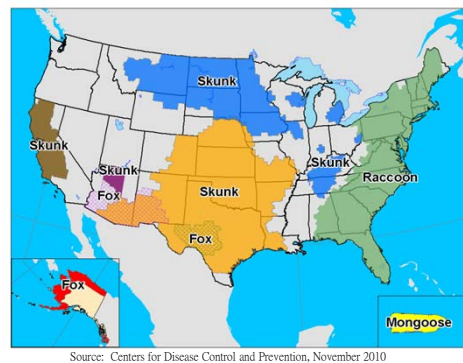 Skunk
Skunk
Skunk
Skunk
Raccoon
Fox
Skunk
Fox
Fox
Mongoose
Source: Centers for Disease Control and Prevention, November 2010